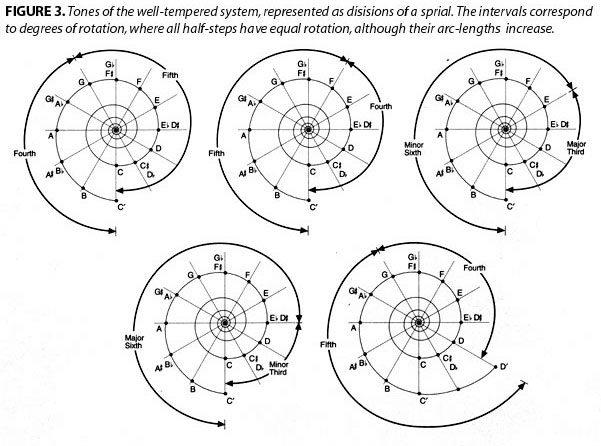 FIGURE 3. Tones of the well-tempered system, represented as disisions of a sprial. The intervals correspond
to degrees of rotation, where all half-steps have equal rotation, although their arc-lengths increase.
G♭
F♯
F
E
E♭ D♯
D
C♯
D♭
C
C′
B
A♯ B♭
A
G♯ A♭
G
Fifth
Fourth
G♭
F♯
F
E
E♭ D♯
D
C♯
D♭
C
C′
B
A♯ B♭
A
G♯ A♭
G
Fourth
Fifth
G♭
F♯
F
E
E♭ D♯
D
C♯
D♭
C
C′
B
A♯ B♭
A
G♯ A♭
G
Major
Third
Minor
Sixth
G♭
F♯
F
E
E♭ D♯
D
C♯
D♭
C
C′
B
A♯ B♭
A
G♯ A♭
G
Major
Sixth
Minor
Third
G♭
F♯
F
E
E♭ D♯
D
D′
C♯
D♭
C
C′
B
A♯ B♭
A
G♯ A♭
G
Fourth
Fifth